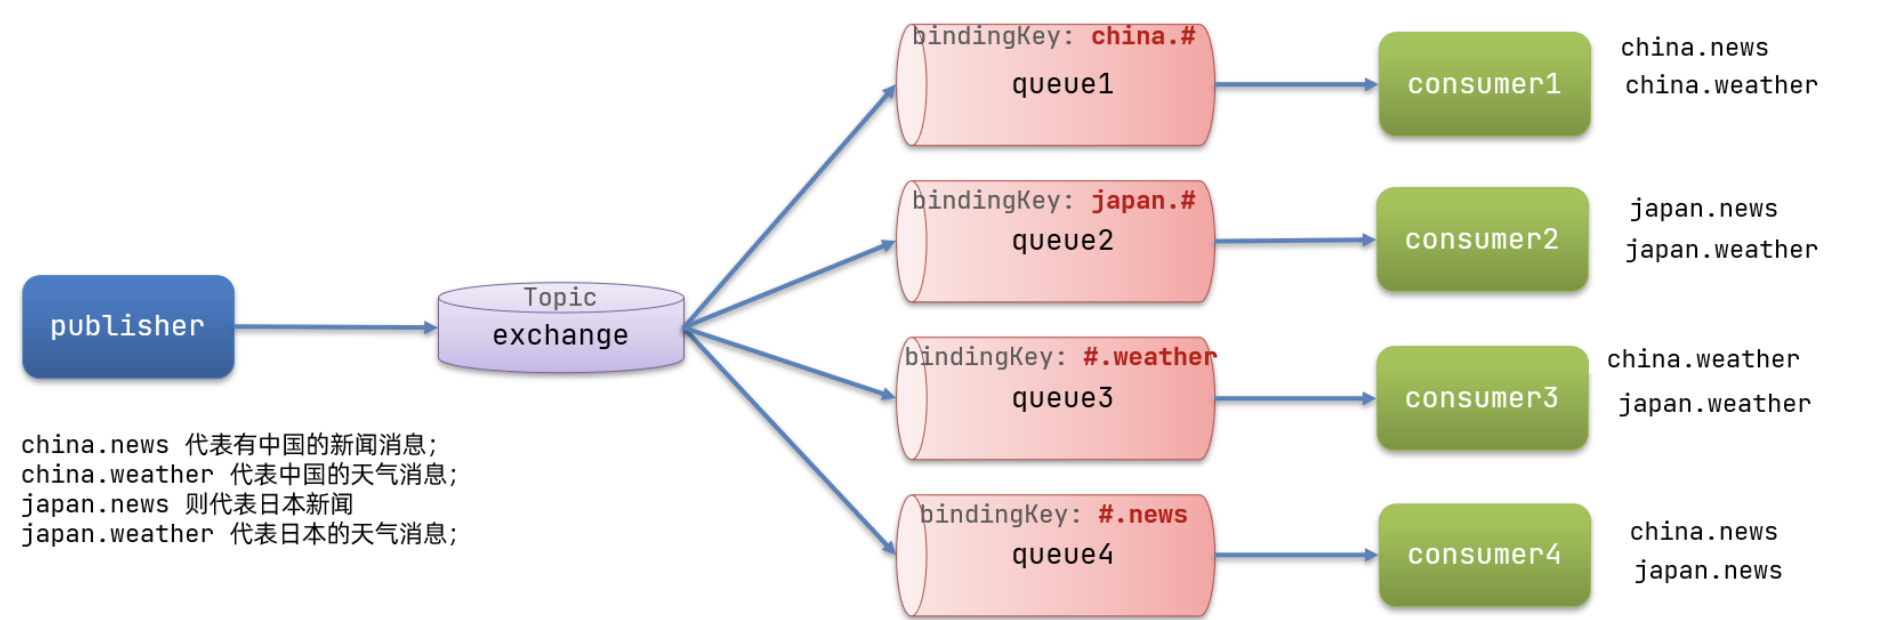 publisher
china.news 代表有中国的新闻消息;
china.weather 代表中国的天气消息;
japan.news 则代表日本新闻
japan.weather 代表日本的天气消息;
Topic
exchange
bindingKey: china.#
queue1
consumer1
china.news
china.weather
bindingKey: japan.#
queue2
consumer2
japan.news
japan.weather
bindingKey: #.weather
queue3
consumer3
china.weather
japan.weather
bindingKey: #.news
queue4
consumer4
china.news
japan.news